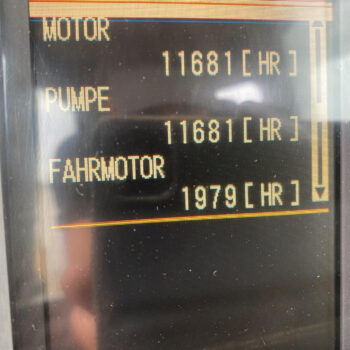 MOTOR
11681[HR]
PUMPE
11681[HR]
FAHRMOTOR
1979[HR]